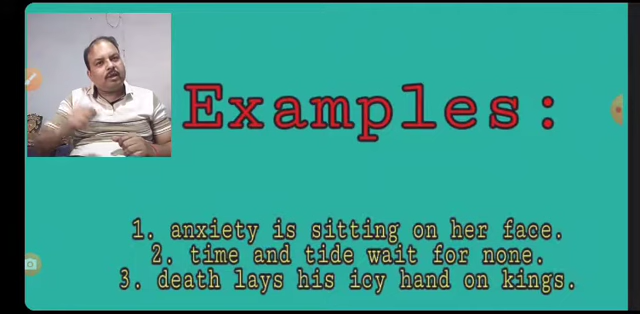 Examples:
1. anxiety is sitting on her face.
2. time and tide wait for none.
3. death lays his icy hand on kings.